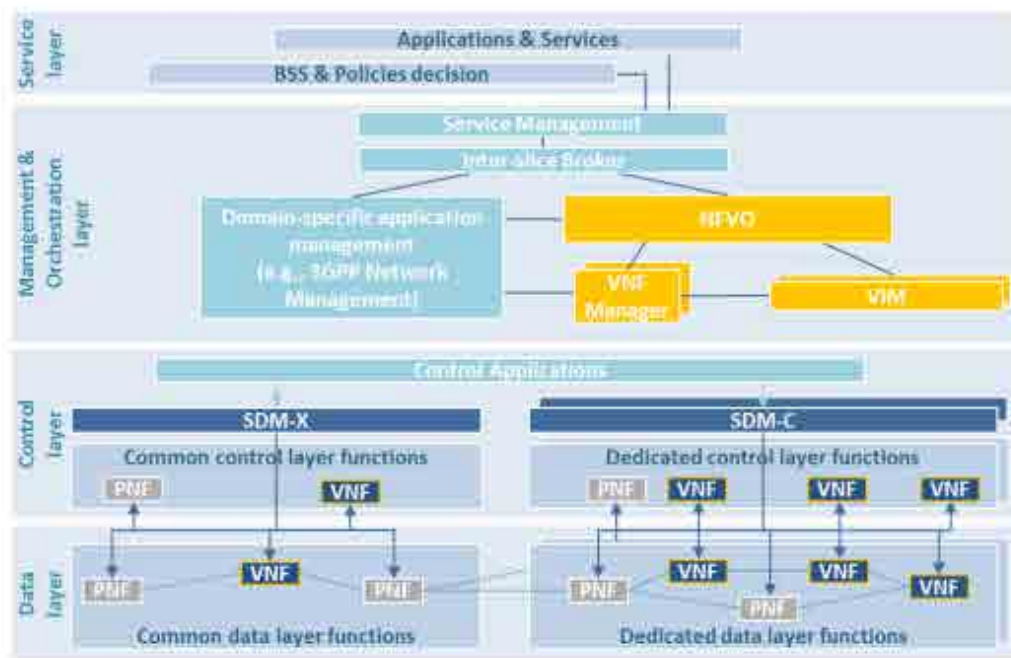 Service
layer
Applications & Services
BSS & Policies decision
Management &
Orchestration
layer
Service Management
Inter-slice Broker
Domain-specific application
management
(e.g., 3GPP Network
Management)
NFVO
VNF
Manager
VIM
Control
layer
Control Applications
SDM-X
SDM-C
Common control layer functions
Dedicated control layer functions
PNF
VNF
PNF
VNF
VNF
VNF
Data
layer
PNF
VNF
PNF
PNF
VNF
PNF
VNF
VNF
Common data layer functions
Dedicated data layer functions